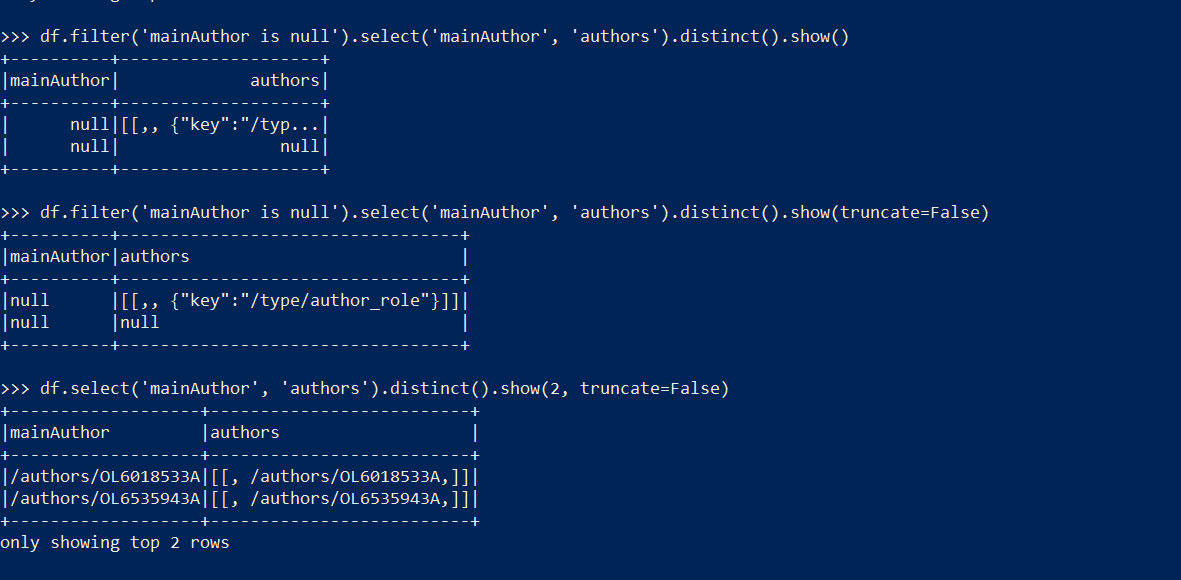 >>> df.filter('mainAuthor is null').select('mainAuthor', 'authors').distinct().show()
+----------+--------------------+
|mainAuthor|             authors|
+----------+--------------------+
|      null|[[,, {"key":"/typ...|
|      null|                null|
+----------+--------------------+
>>> df.filter('mainAuthor is null').select('mainAuthor', 'authors').distinct().show(truncate=False)
+----------+----------------------------------+
|mainAuthor|authors                           |
+----------+----------------------------------+
|null      |[[,, {"key":"/type/author_role"}]]|
|null      |null                              |
+----------+----------------------------------+
>>> df.select('mainAuthor', 'authors').distinct().show(2, truncate=False)
+-------------------+--------------------------+
|mainAuthor         |authors                   |
+-------------------+--------------------------+
|/authors/OL6018533A|[[, /authors/OL6018533A,]]|
|/authors/OL6535943A|[[, /authors/OL6535943A,]]|
+-------------------+--------------------------+
only showing top 2 rows